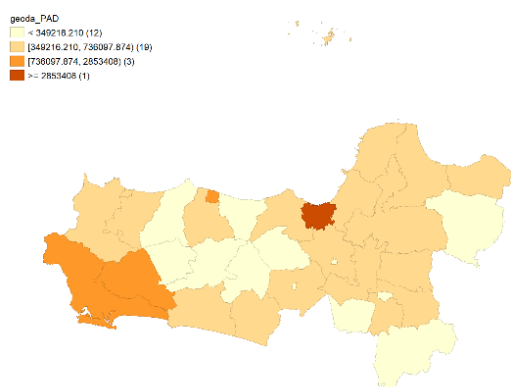 geoda_PAD
< 349216.210 (12)
[349216.210, 736097.874) (19)
[736097.874, 2853408) (3)
>= 2853408 (1)